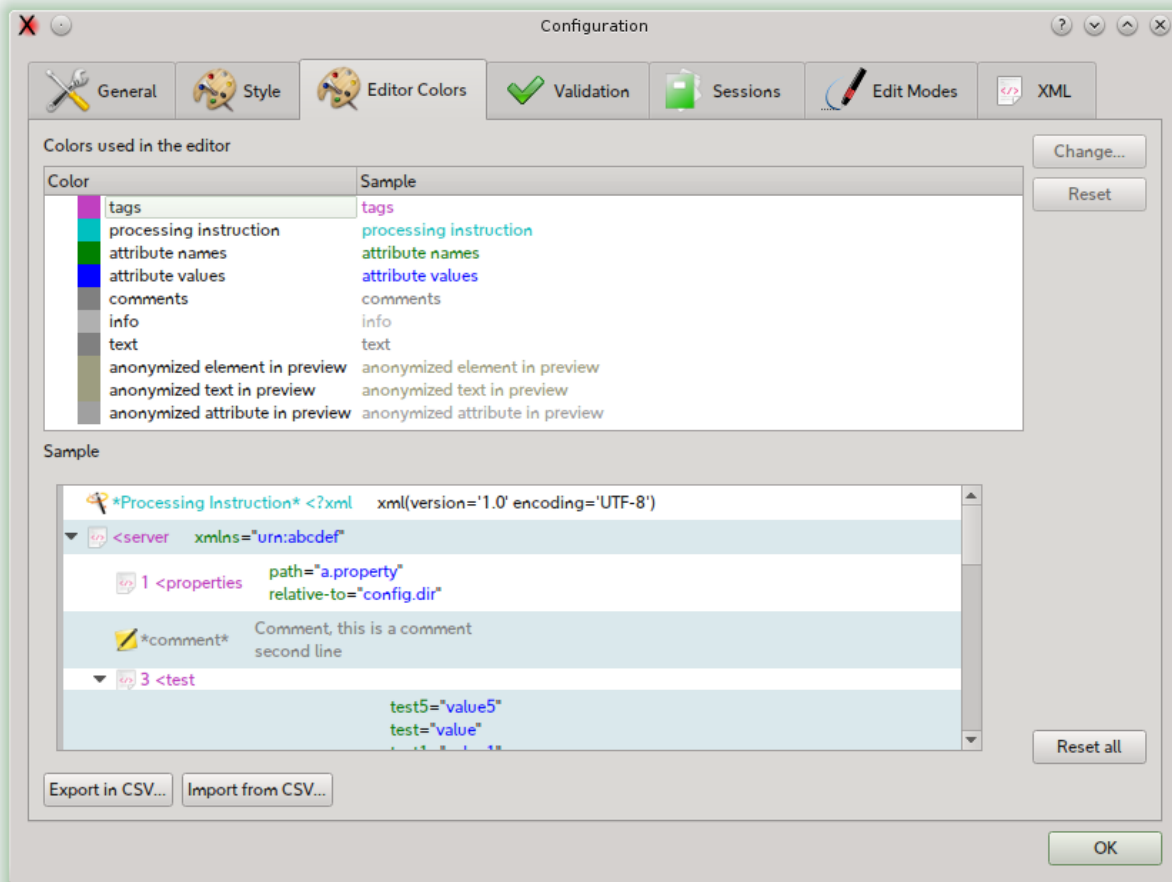 Configuration
General Style Editor Colors Validation Sessions Edit Modes XML
Colors used in the editor
Change...
Color Sample
Reset
tags tags
processing instruction processing instruction
attribute names attribute names
attribute values attribute values
comments comments
info info
text text
anonymized element in preview anonymized element in preview
anonymized text in preview anonymized text in preview
anonymized attribute in preview anonymized attribute in preview
Sample
*Processing Instruction* <?xml xml(version='1.0' encoding='UTF-8')
<server xmlns="urn:abcdef"
1 <properties path="a.property"
relative-to="config.dir"
*comment* Comment, this is a comment
second line
3 <test
test5="value5"
test="value"
Reset all
Export in CSV... Import from CSV...
OK